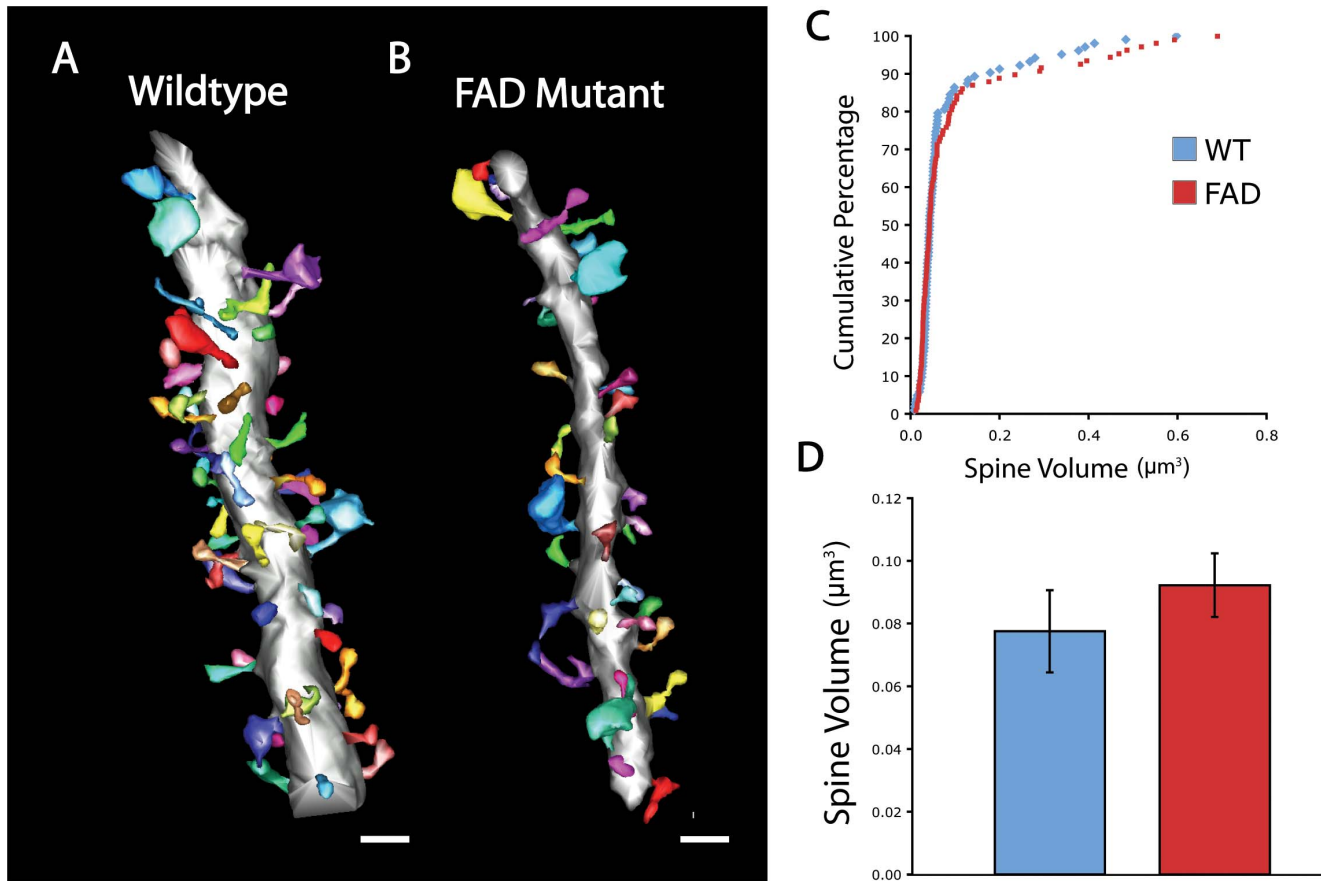 A
Wildtype
B
FAD Mutant
C
100
90
80
70
60
50
40
30
20
10
0
Cumulative Percentage
WT
FAD
0.0
0.2
0.4
0.6
0.8
Spine Volume (µm³)
D
0.12
0.10
0.08
0.06
0.04
0.02
0.00
Spine Volume (µm³)